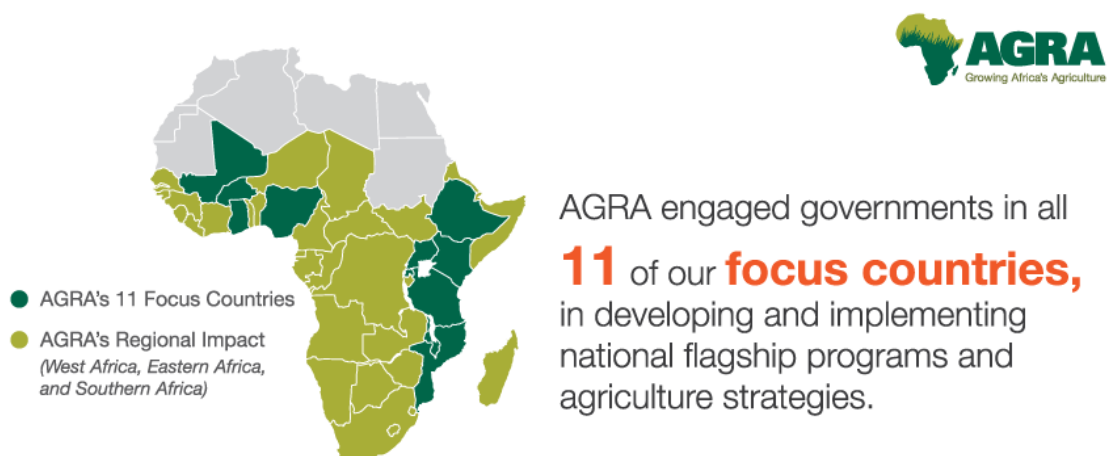 AGRA
Growing Africa's Agriculture
AGRA engaged governments in all
11 of our focus countries,
in developing and implementing
national flagship programs and
agriculture strategies.
AGRA's 11 Focus Countries
AGRA's Regional Impact
(West Africa, Eastern Africa,
and Southern Africa)